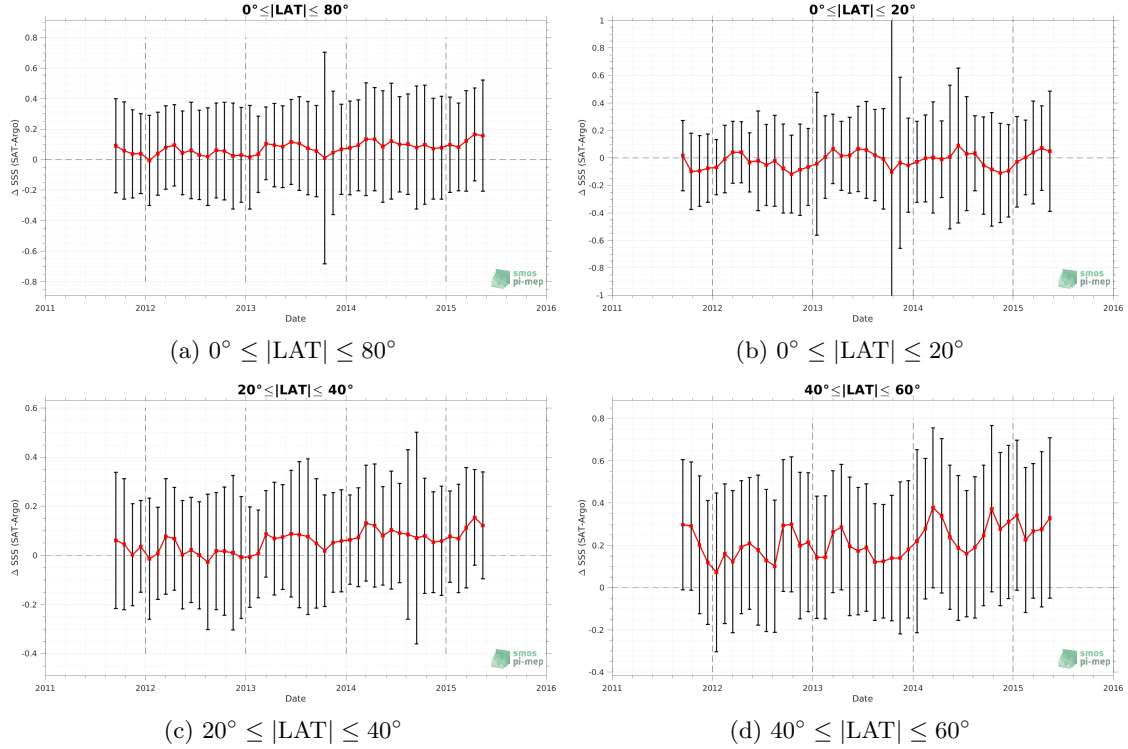 0°≤|LAT|≤ 80°
Δ SSS (SAT-Argo)
0.8
0.6
0.4
0.2
0
-0.2
-0.4
-0.6
-0.8
2011 2012 2013 2014 2015 2016
Date
smos
pi-mep
(a) 0° ≤ |LAT| ≤ 80°
0°≤|LAT|≤ 20°
Δ SSS (SAT-Argo)
1
0.8
0.6
0.4
0.2
0
-0.2
-0.4
-0.6
-0.8
-1
2011 2012 2013 2014 2015 2016
Date
smos
pi-mep
(b) 0° ≤ |LAT| ≤ 20°
20°≤|LAT|≤ 40°
Δ SSS (SAT-Argo)
0.6
0.4
0.2
0
-0.2
-0.4
2011 2012 2013 2014 2015 2016
Date
smos
pi-mep
(c) 20° ≤ |LAT| ≤ 40°
40°≤|LAT|≤ 60°
Δ SSS (SAT-Argo)
0.8
0.6
0.4
0.2
0
-0.2
-0.4
2011 2012 2013 2014 2015 2016
Date
smos
pi-mep
(d) 40° ≤ |LAT| ≤ 60°